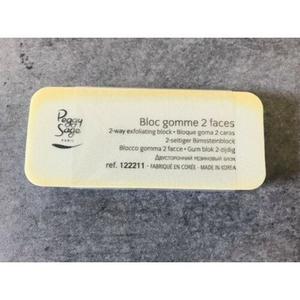 Peggy
Sage
PARIS
Bloc gomme 2 faces
2-way exfoliating block • Bloque goma 2 caras
2-seitiger Bimssteinblock
Blocco gomma 2 facce • Gum blok 2-zijdig
Двусторонний резиновый блок
ref. 122211 - FABRIQUÉ EN CORÉE - MADE IN KOREA